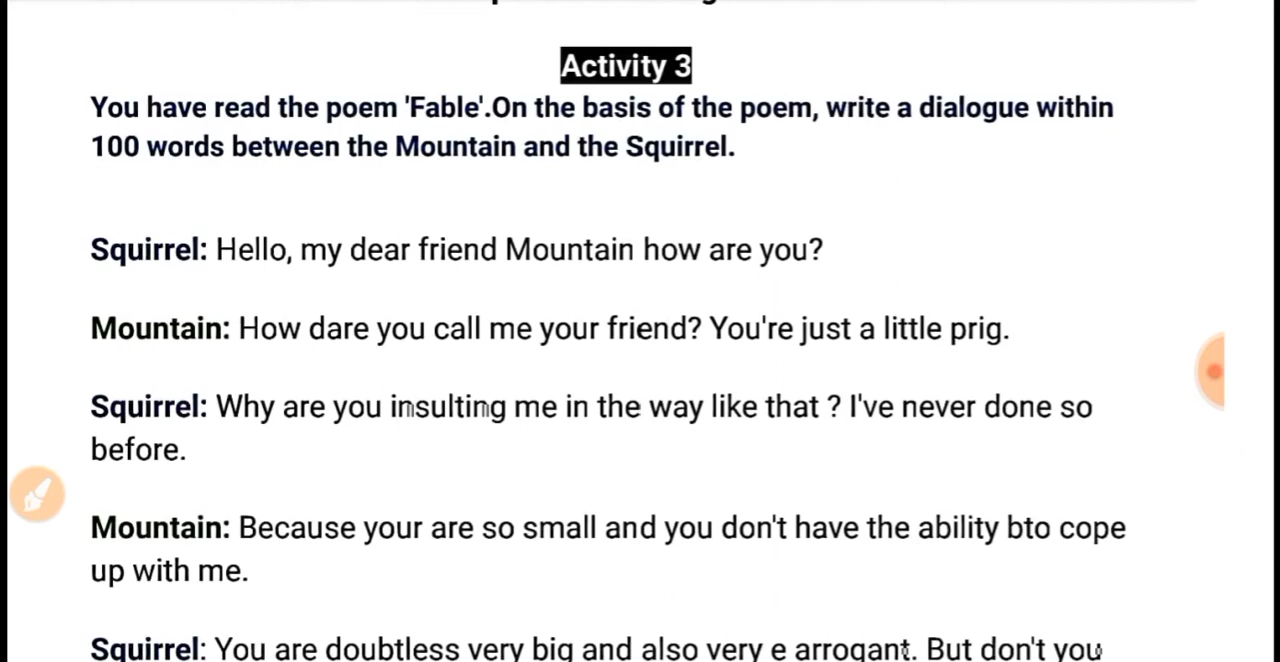 Activity 3
You have read the poem 'Fable'.On the basis of the poem, write a dialogue within
100 words between the Mountain and the Squirrel.
Squirrel: Hello, my dear friend Mountain how are you?
Mountain: How dare you call me your friend? You're just a little prig.
Squirrel: Why are you insulting me in the way like that ? I've never done so
before.
Mountain: Because your are so small and you don't have the ability bto cope
up with me.
Squirrel: You are doubtless very big and also very e arrogant. But don't you